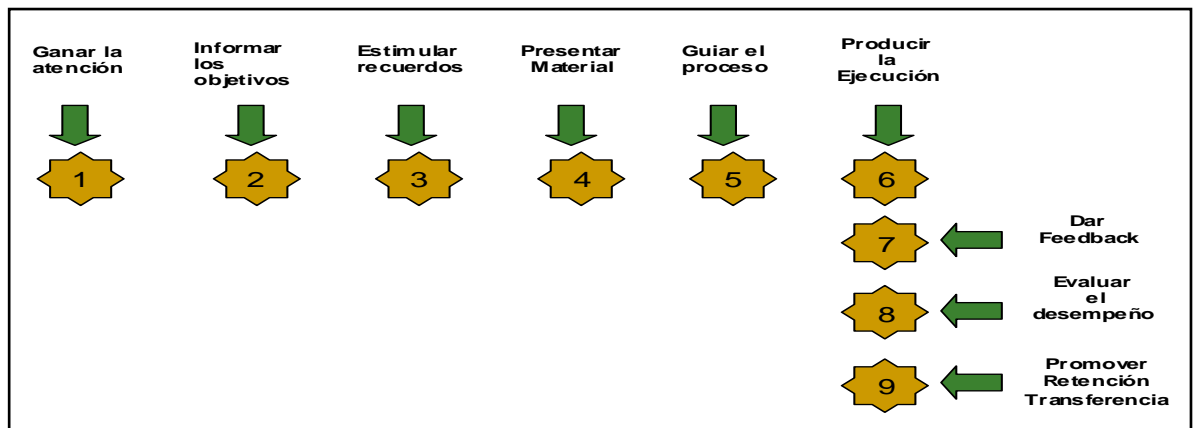 Ganar la
atención
Informar
los
objetivos
Estimular
recuerdos
Presentar
Material
Guiar el
proceso
Producir
la
Ejecución
1
2
3
4
5
6
7
Dar
Feedback
8
Evaluar
el
desempeño
9
Promover
Retención
Transferencia